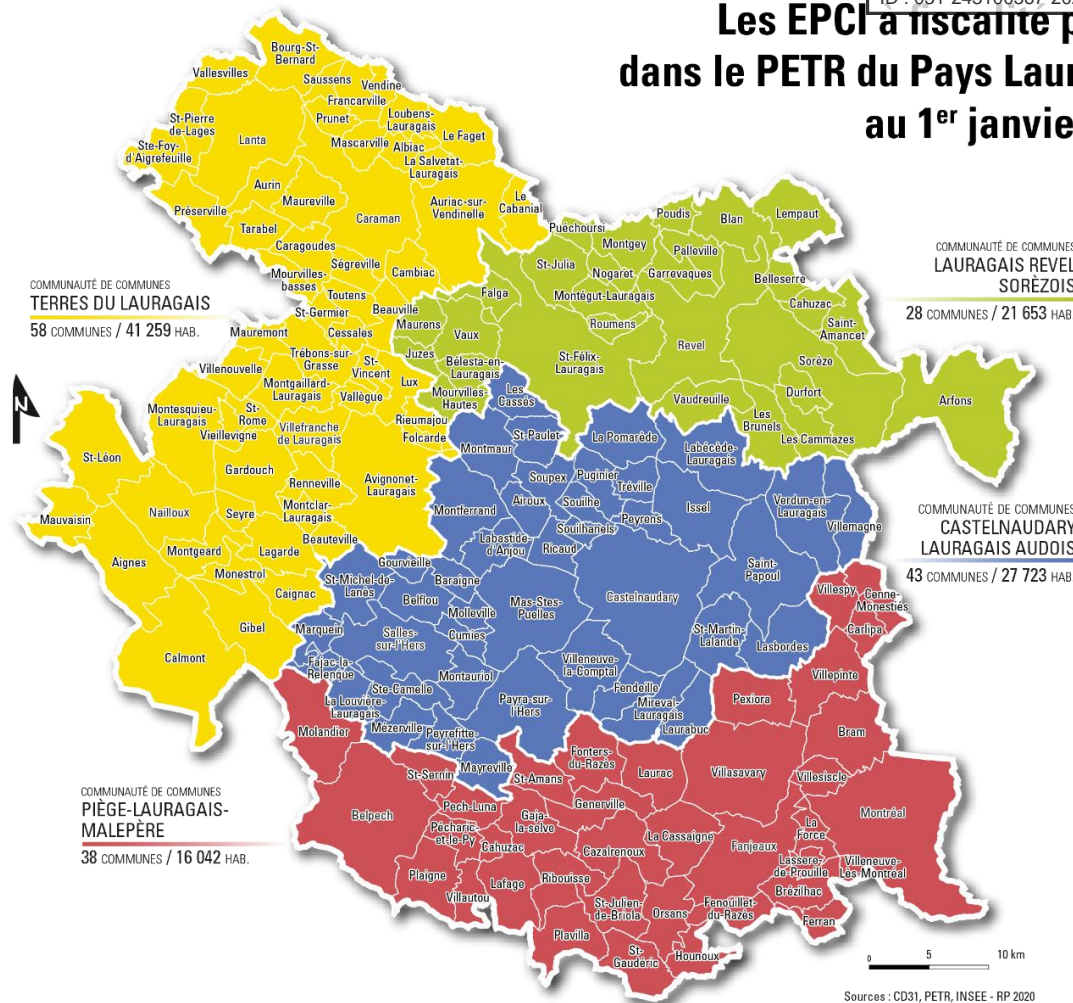 Les EPCI à fiscalité p
dans le PETR du Pays Laur
au 1er janvie
Bourg-St-
Bernard
Vallesvilles
Saussens
Vendine
Francarville
St-Pierre
de-Lages
Prunet
Loubens-
Lauragais
Le Faget
Lanta
Mascarville
Albiac
Ste-Foy-
d'Aigrefeuille
La Salvetat-
Lauragais
Aurin
Maureville
Auriac-sur-
Vendinelle
Le
Cabanial
Préserville
Caraman
Tarabel
Caragoudes
Ségreville
Cambiac
Mourvilles-
basses
Toutens
Beauville
St-Germier
Cessales
Mauremont
Trébons-sur-
Grasse
St-
Vincent
Villenouvelle
Montgaillard-
Lauragais
Vallègue
Lux
Montesquieu-
Lauragais
St-
Rome
Rieumajou
Vieillevigne
Villefranche
de Lauragais
Folcarde
St-Léon
Gardouch
Renneville
Avignonet-
Lauragais
Mauvaisin
Nailloux
Seyre
Montclar-
Lauragais
Aignes
Montgeard
Lagarde
Beauteville
Monestrol
Caignac
Gibel
Calmont
COMMUNAUTÉ DE COMMUNES
TERRES DU LAURAGAIS
58 COMMUNES / 41 259 HAB.
Puéchoursi
Poudis
Blan
Lempaut
St-Julia
Montgey
Palleville
Nogaret
Garrevaques
Belleserre
Falga
Montégut-Lauragais
Cahuzac
Maurens
Vaux
Roumens
Saint-
Amancet
Juzes
Revel
Bélesta-en-
Lauragais
St-Félix-
Lauragais
Sorèze
Mourvilles-
Hautes
Vaudreuille
Durfort
Arfons
Les
Brunels
Les Cammazes
COMMUNAUTÉ DE COMMUNES
LAURAGAIS REVEL
SORÈZOIS
28 COMMUNES / 21 653 HAB.
Les
Cassés
St-Paulet
La Pomarède
Labécède-
Lauragais
Montmaur
Soupex
Puginier
Tréville
Verdun-en-
Lauragais
Airoux
Souilhe
Issel
Montferrand
Peyrens
Villemagne
Souilhanels
Labastide-
d'Anjou
Ricaud
Gourvieille
Saint-
Papoul
St-Michel-de-
Lanes
Baraigne
Belflou
Mas-Stes-
Puelles
Castelnaudary
Molleville
Marquein
Salles-
sur-l'Hers
Cumies
St-Martin-
Lalande
Lasbordes
Fajac-la-
Relenque
Montauriol
Villeneuve-
la-Comptal
Ste-Camelle
Fendeille
La Louvière-
Lauragais
Payra-sur-
l'Hers
Mireval-
Lauragais
Mézerville
Peyrefitte-
sur-l'Hers
Laurabuc
Mayreville
COMMUNAUTÉ DE COMMUNES
CASTELNAUDARY
LAURAGAIS AUDOIS
43 COMMUNES / 27 723 HAB.
Villespy
Cenne-
Monestiés
Carlipa
Villepinte
Pexiora
Molandier
Bram
Fonters-
du-Razès
St-Sernin
St-Amans
Laurac
Villasavary
Villesiscle
Belpech
Pech-Luna
Generville
Montréal
Gaja-
la-selve
Pécharic-
et-le-Py
La
Force
Cahuzac
La Cassaigne
Cazalrenoux
Fanjeaux
Lassere-
de-Prouille
Villeneuve-
Lès-Montréal
Plaigne
Ribouisse
Lafage
Brézilhac
Villautou
St-Julien-
de-Briola
Orsans
Fenouillet-
du-Razès
Ferran
Plavilla
St-
Gaudéric
Hounoux
COMMUNAUTÉ DE COMMUNES
PIÈGE-LAURAGAIS-
MALEPÈRE
38 COMMUNES / 16 042 HAB.
N
0 5 10 km
Sources : CD31, PETR, INSEE - RP 2020